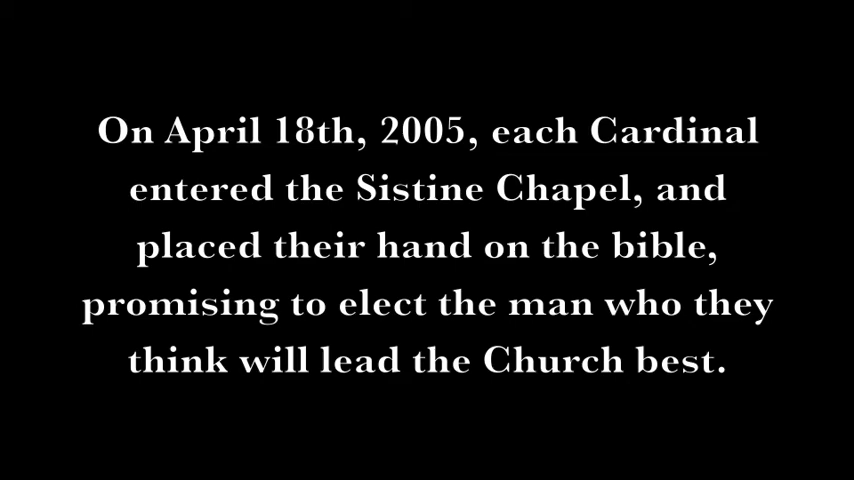 On April 18th, 2005, each Cardinal
entered the Sistine Chapel, and
placed their hand on the bible,
promising to elect the man who they
think will lead the Church best.